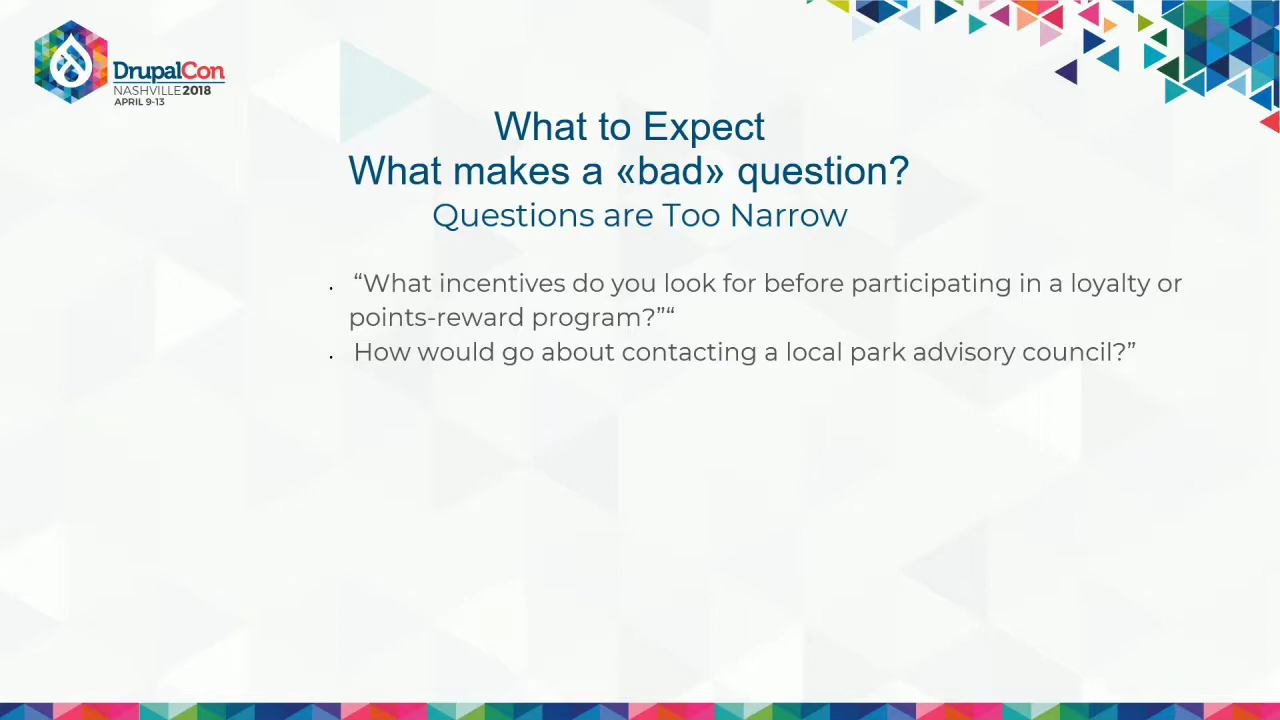 DrupalCon
NASHVILLE 2018
APRIL 9-13
What to Expect
What makes a «bad» question?
Questions are Too Narrow
. “What incentives do you look for before participating in a loyalty or
points-reward program?”“
. How would go about contacting a local park advisory council?”